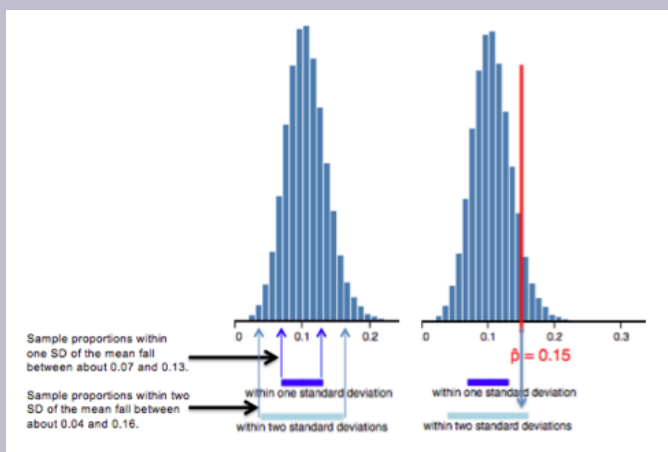 0
0.1
0.2
0
0.1
0.2
0.3
p̂ = 0.15
Sample proportions within
one SD of the mean fall
between about 0.07 and 0.13.
within one standard deviation
within one standard deviation
Sample proportions within two
SD of the mean fall between
about 0.04 and 0.16.
within two standard deviations
within two standard deviations